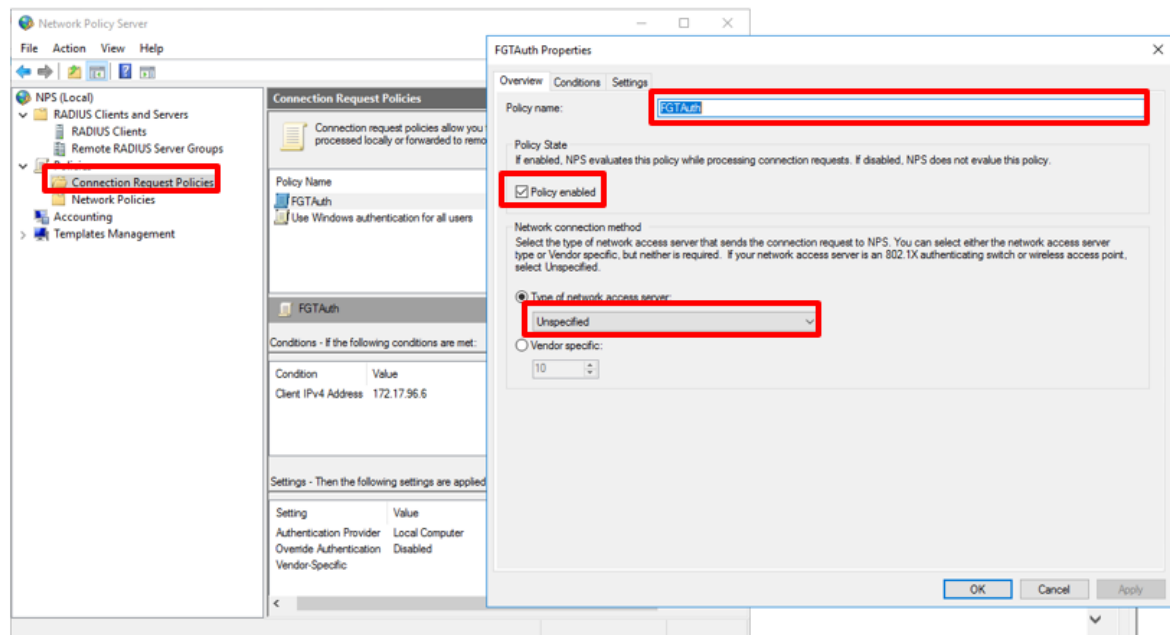 Network Policy Server
File Action View Help
NPS (Local)
RADIUS Clients and Servers
RADIUS Clients
Remote RADIUS Server Groups
Connection Request Policies
Network Policies
Accounting
Templates Management
Connection Request Policies
Connection request policies allow you
processed locally or forwarded to remo
Policy Name
FGTAuth
Use Windows authentication for all users
FGTAuth
Conditions - If the following conditions are met:
Condition Value
Client IPv4 Address 172.17.96.6
Settings - Then the following settings are applied
Setting Value
Authentication Provider Local Computer
Override Authentication Disabled
Vendor-Specific
FGTAuth Properties
Overview Conditions Settings
Policy name: FGTAuth
Policy State
If enabled, NPS evaluates this policy while processing connection requests. If disabled, NPS does not evalue this policy.
Policy enabled
Network connection method
Select the type of network access server that sends the connection request to NPS. You can select either the network access server
type or Vendor specific, but neither is required. If your network access server is an 802.1X authenticating switch or wireless access point,
select Unspecified.
Type of network access server:
Unspecified
Vendor specific:
10
OK Cancel Apply